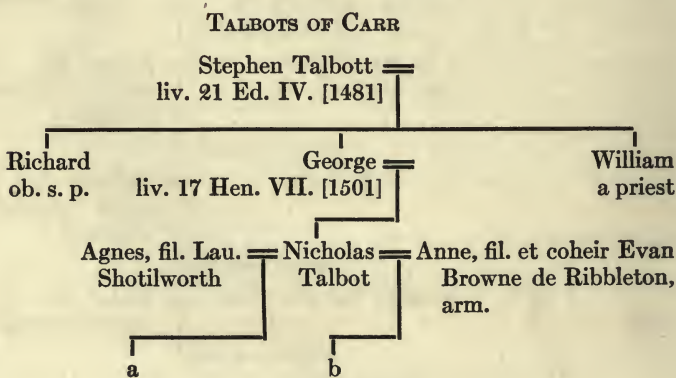 TALBOTS OF CARR
Stephen Talbott
liv. 21 Ed. IV. [1481]
Richard
ob. s. p.
George
liv. 17 Hen. VII. [1501]
William
a priest
Agnes, fil. Lau.
Shotilworth
Nicholas
Talbot
Anne, fil. et coheir Evan
Browne de Ribbleton,
arm.
a
b